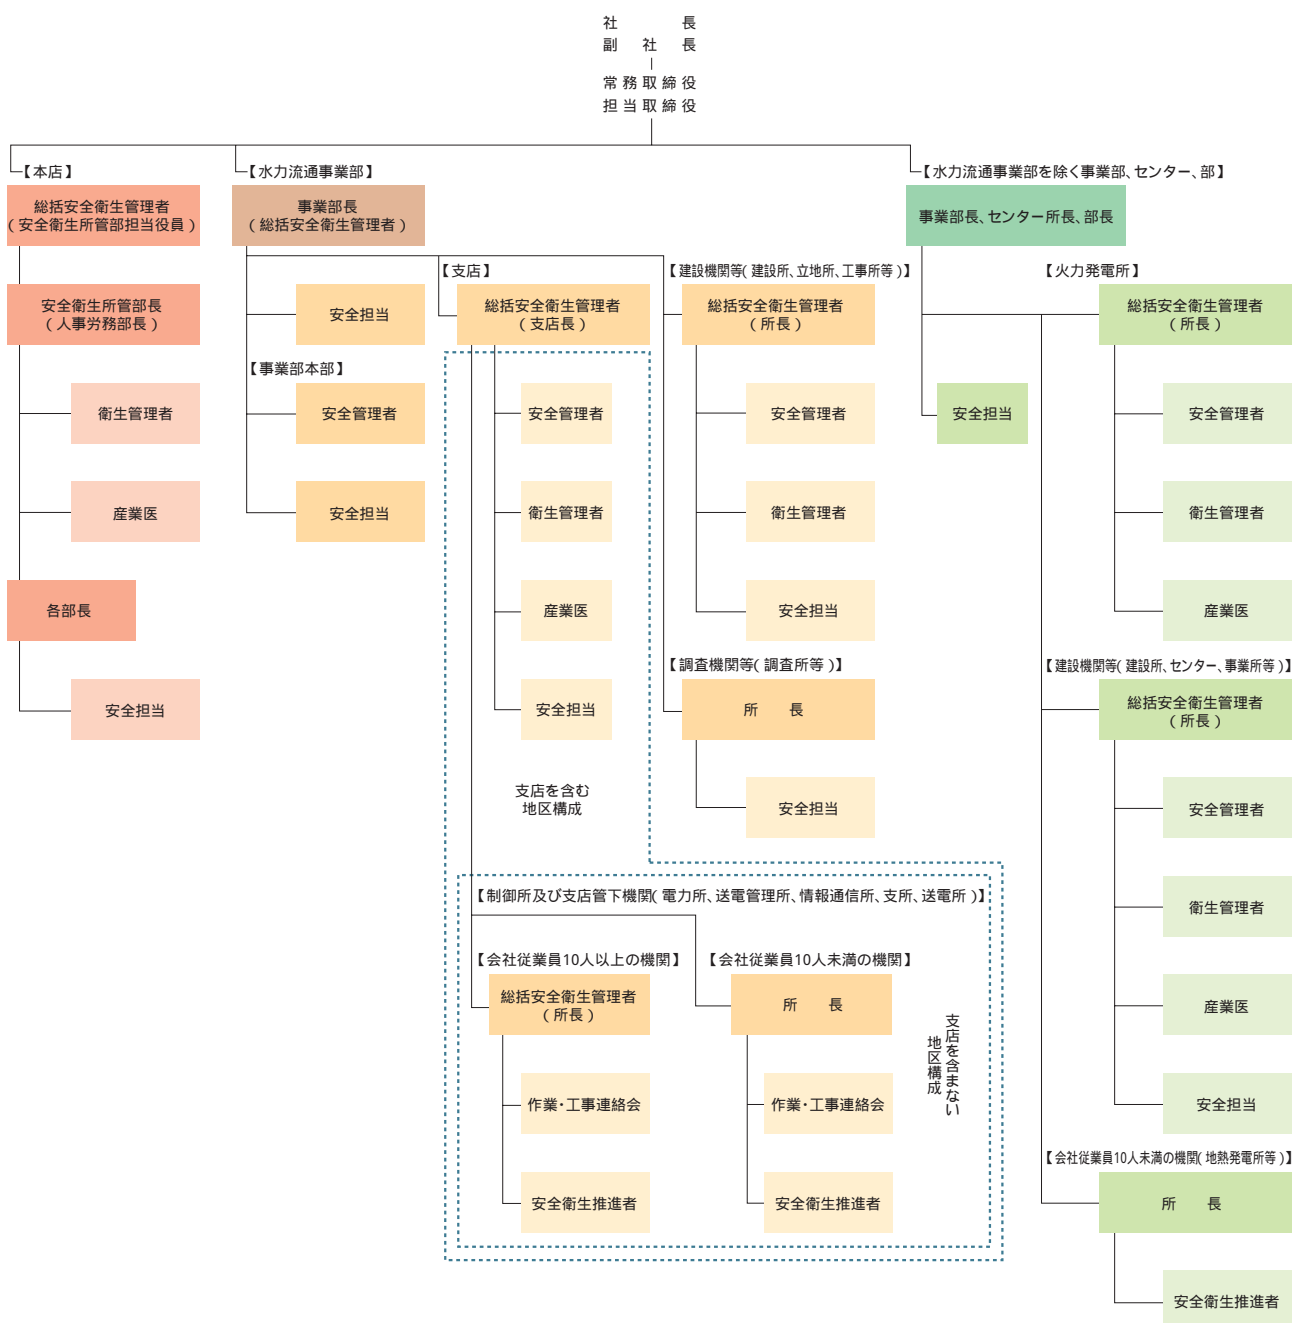 社長
副社長
常務取締役
担当取締役
【本店】
総括安全衛生管理者
(安全衛生所管部担当役員)
安全衛生所管部長
(人事労務部長)
衛生管理者
産業医
各部長
安全担当
【水力流通事業部】
事業部長
(総括安全衛生管理者)
安全担当
【事業部本部】
安全管理者
安全担当
【支店】
総括安全衛生管理者
(支店長)
安全管理者
衛生管理者
産業医
安全担当
支店を含む
地区構成
【建設機関等(建設所、立地所、工事所等)】
総括安全衛生管理者
(所長)
安全管理者
衛生管理者
安全担当
【調査機関等(調査所等)】
所長
安全担当
【制御所及び支店管下機関(電力所、送電管理所、情報通信所、支所、送電所)】
【会社従業員10人以上の機関】
総括安全衛生管理者
(所長)
作業・工事連絡会
安全衛生推進者
【会社従業員10人未満の機関】
所長
作業・工事連絡会
安全衛生推進者
支店を含まない
地区構成
【水力流通事業部を除く事業部、センター、部】
事業部長、センター所長、部長
安全担当
【火力発電所】
総括安全衛生管理者
(所長)
安全管理者
衛生管理者
産業医
【建設機関等(建設所、センター、事業所等)】
総括安全衛生管理者
(所長)
安全管理者
衛生管理者
産業医
安全担当
【会社従業員10人未満の機関(地熱発電所等)】
所長
安全衛生推進者